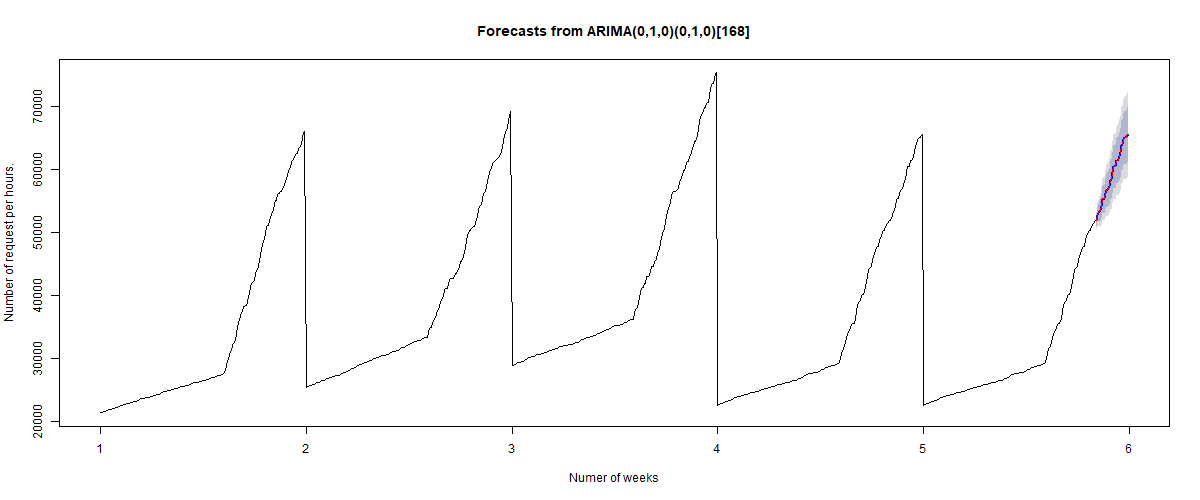 Forecasts from ARIMA(0,1,0)(0,1,0)[168]
Number of request per hours.
70000
60000
50000
40000
30000
20000
1 2 3 4 5 6
Numer of weeks